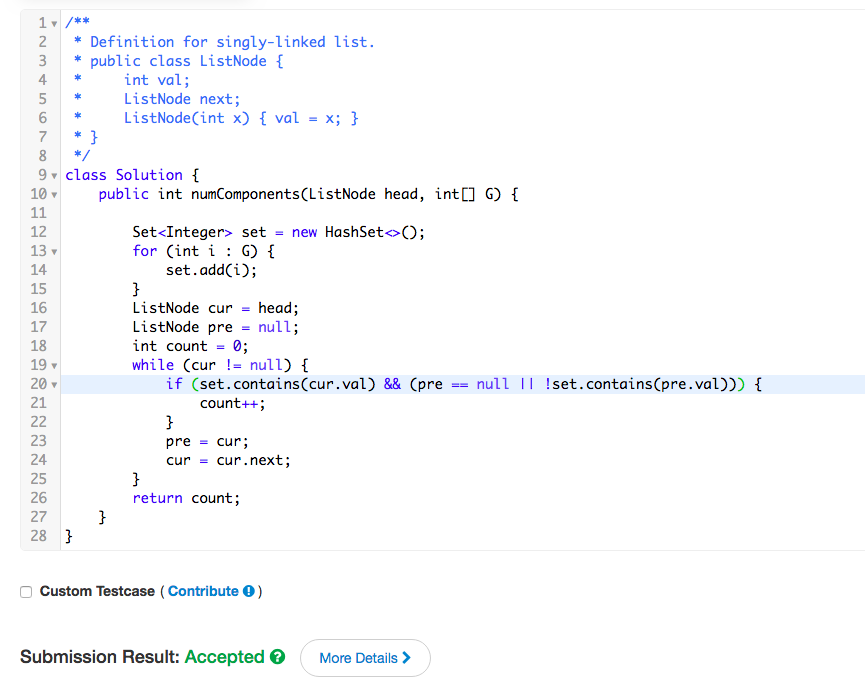 1 /**
2  * Definition for singly-linked list.
3  * public class ListNode {
4  *     int val;
5  *     ListNode next;
6  *     ListNode(int x) { val = x; }
7  * }
8  */
9 class Solution {
10     public int numComponents(ListNode head, int[] G) {
11
12         Set<Integer> set = new HashSet<>();
13         for (int i : G) {
14             set.add(i);
15         }
16         ListNode cur = head;
17         ListNode pre = null;
18         int count = 0;
19         while (cur != null) {
20             if (set.contains(cur.val) && (pre == null || !set.contains(pre.val))) {
21                 count++;
22             }
23             pre = cur;
24             cur = cur.next;
25         }
26         return count;
27     }
28 }
Custom Testcase ( Contribute )
Submission Result: Accepted More Details